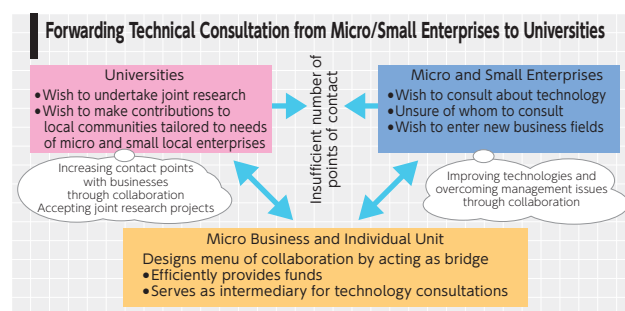 Forwarding Technical Consultation from Micro/Small Enterprises to Universities
Universities
•Wish to undertake joint research
•Wish to make contributions to
local communities tailored to needs
of micro and small local enterprises
Insufficient number of
points of contact
Micro and Small Enterprises
•Wish to consult about technology
•Unsure of whom to consult
•Wish to enter new business fields
Increasing contact points
with businesses
through collaboration
Accepting joint research projects
Improving technologies and
overcoming management issues
through collaboration
Micro Business and Individual Unit
Designs menu of collaboration by acting as bridge
•Efficiently provides funds
•Serves as intermediary for technology consultations